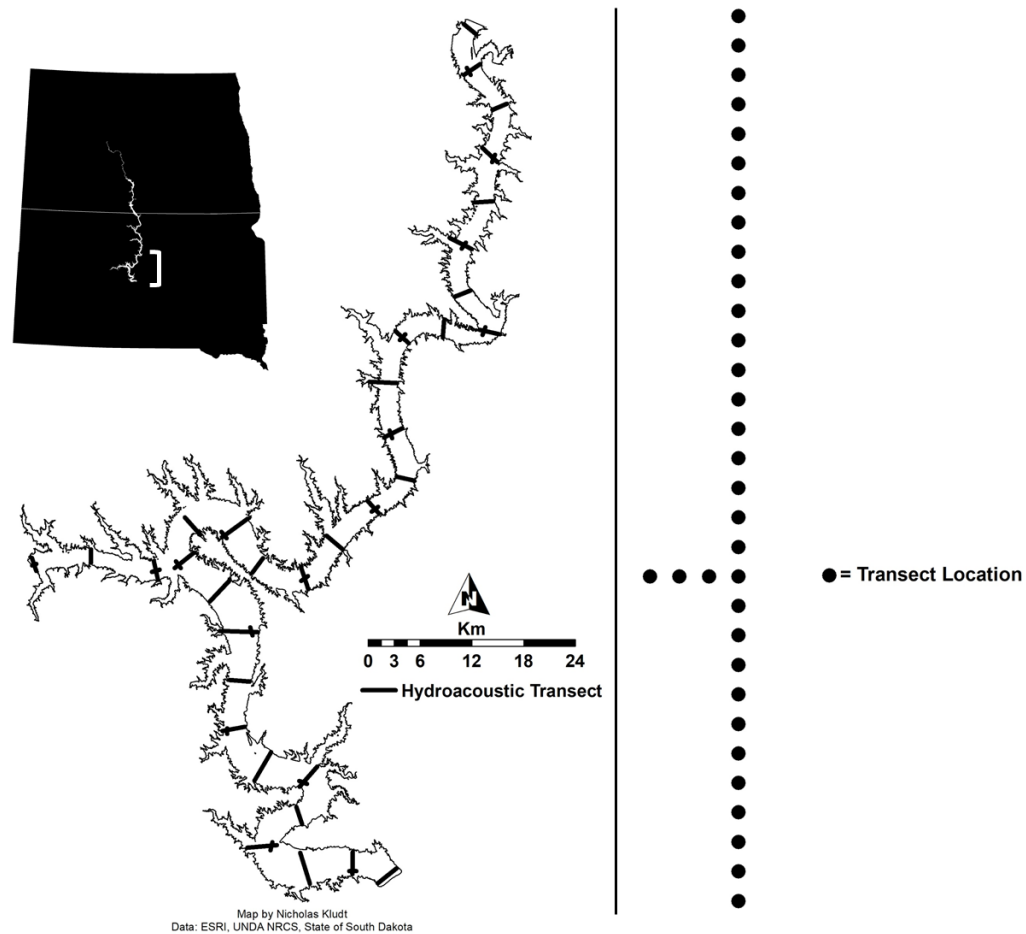 N
Km
0 3 6 12 18 24
Hydroacoustic Transect
= Transect Location
Map by Nicholas Kludt
Data: ESRI, UNDA NRCS, State of South Dakota